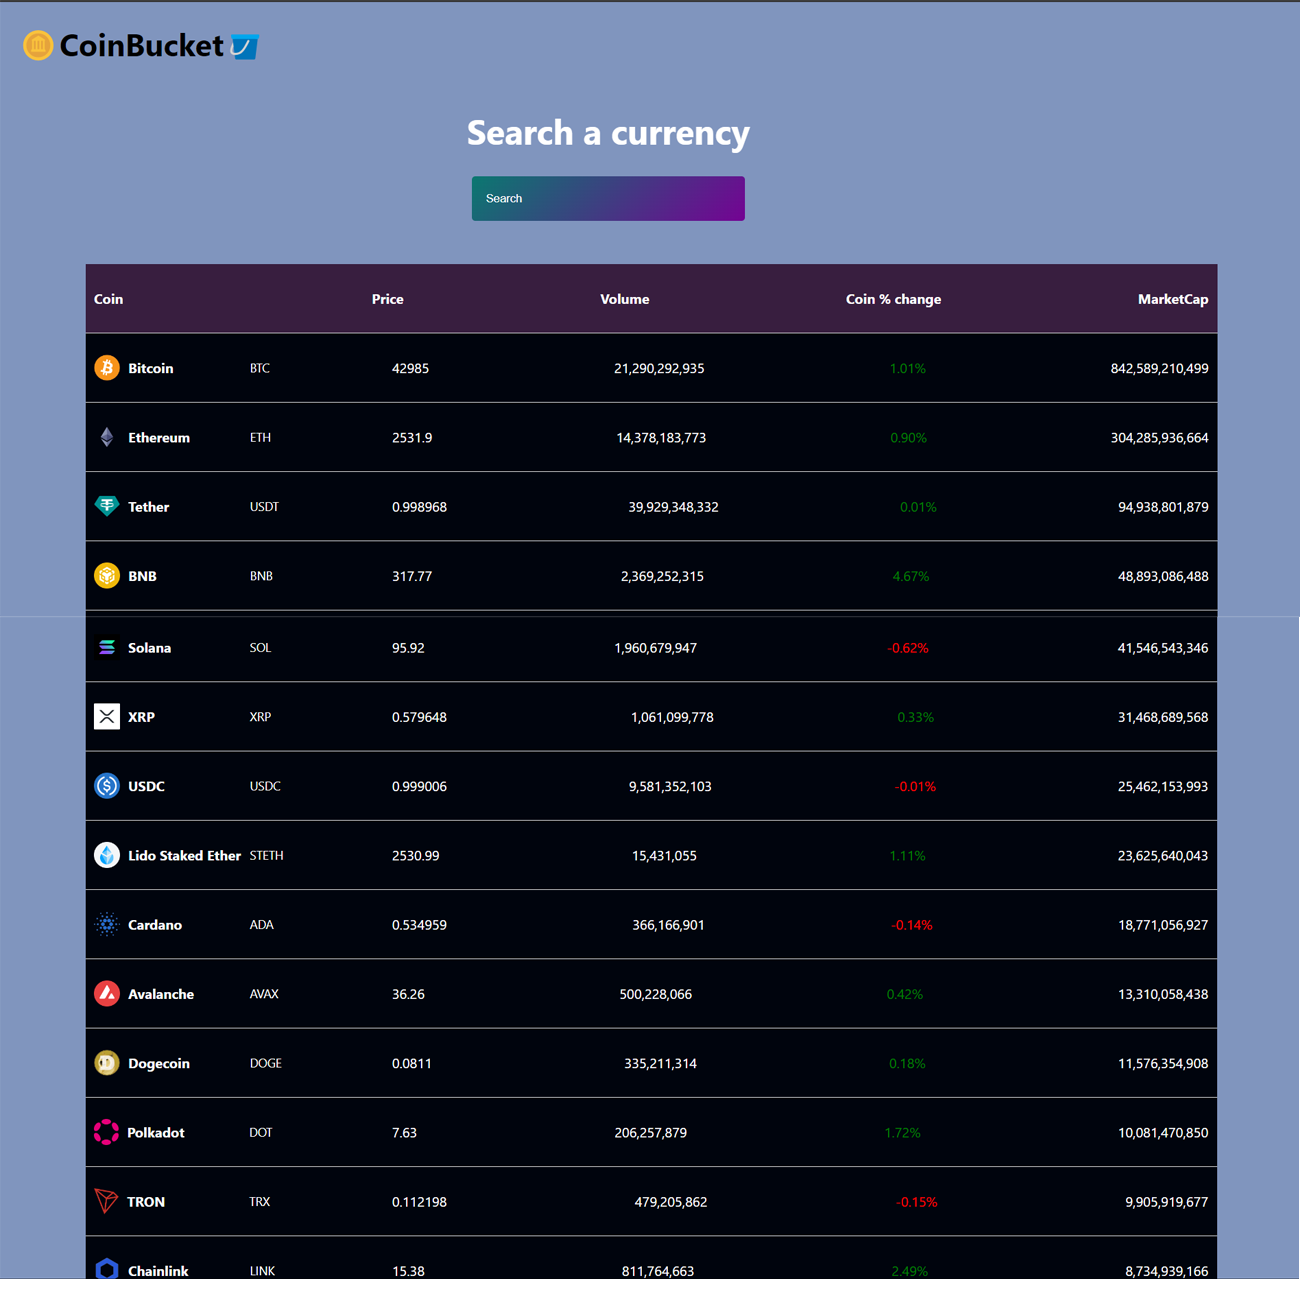 CoinBucket
Search a currency
Search
Coin Price Volume Coin % change MarketCap
Bitcoin BTC 42985 21,290,292,935 1.01% 842,589,210,499
Ethereum ETH 2531.9 14,378,183,773 0.90% 304,285,936,664
Tether USDT 0.998968 39,929,348,332 0.01% 94,938,801,879
BNB BNB 317.77 2,369,252,315 4.67% 48,893,086,488
Solana SOL 95.92 1,960,679,947 -0.62% 41,546,543,346
XRP XRP 0.579648 1,061,099,778 0.33% 31,468,689,568
USDC USDC 0.999006 9,581,352,103 -0.01% 25,462,153,993
Lido Staked Ether STETH 2530.99 15,431,055 1.11% 23,625,640,043
Cardano ADA 0.534959 366,166,901 -0.14% 18,771,056,927
Avalanche AVAX 36.26 500,228,066 0.42% 13,310,058,438
Dogecoin DOGE 0.0811 335,211,314 0.18% 11,576,354,908
Polkadot DOT 7.63 206,257,879 1.72% 10,081,470,850
TRON TRX 0.112198 479,205,862 -0.15% 9,905,919,677
Chainlink LINK 15.38 811,764,663 2.49% 8,734,939,166